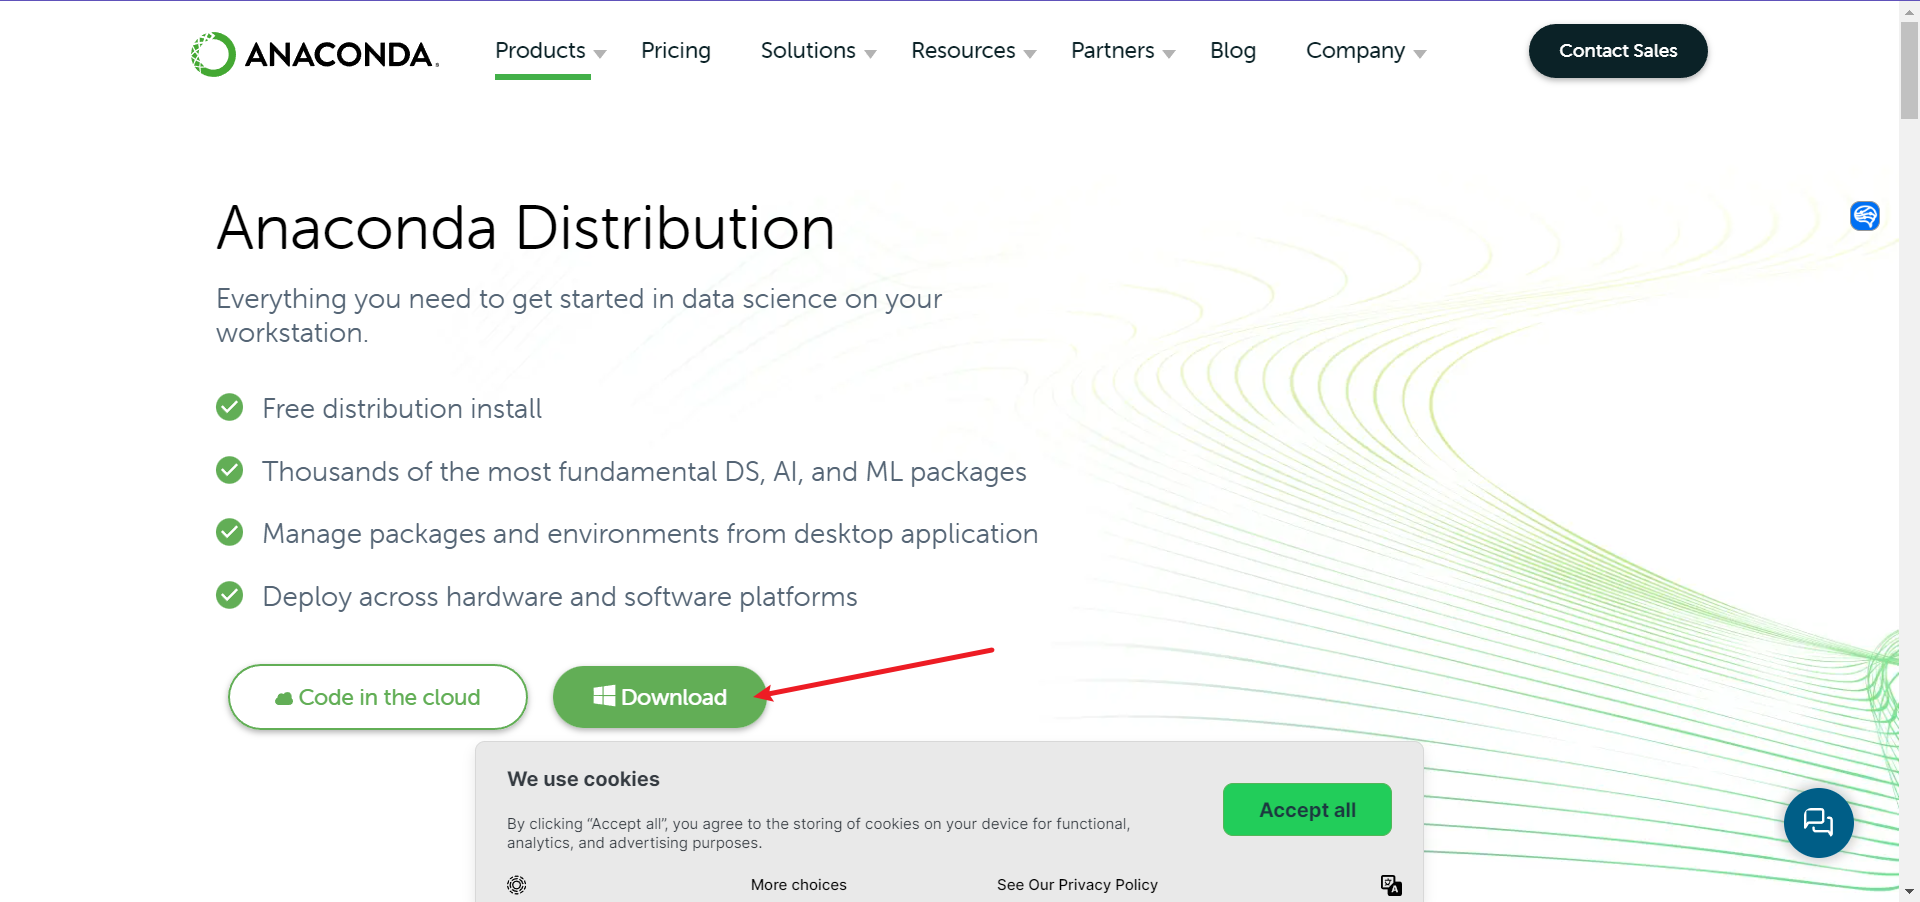 ANACONDA.
Products
Pricing
Solutions
Resources
Partners
Blog
Company
Contact Sales
Anaconda Distribution
Everything you need to get started in data science on your
workstation.
Free distribution install
Thousands of the most fundamental DS, AI, and ML packages
Manage packages and environments from desktop application
Deploy across hardware and software platforms
Code in the cloud
Download
We use cookies
By clicking “Accept all”, you agree to the storing of cookies on your device for functional,
analytics, and advertising purposes.
Accept all
More choices
See Our Privacy Policy